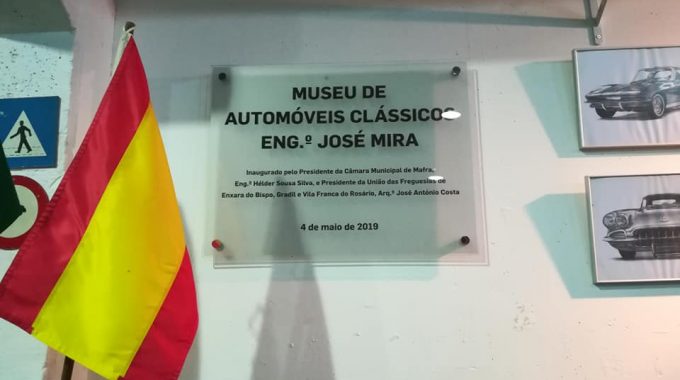 MUSEU DE
AUTOMÓVEIS CLÁSSICOS
ENG.º JOSÉ MIRA
Inaugurado pelo Presidente da Câmara Municipal de Mafra,
Eng.º Hélder Sousa Silva, e Presidente da União das Freguesias de
Enxara do Bispo, Gradil e Vila Franca do Rosário, Arq.º José António Costa
4 de maio de 2019